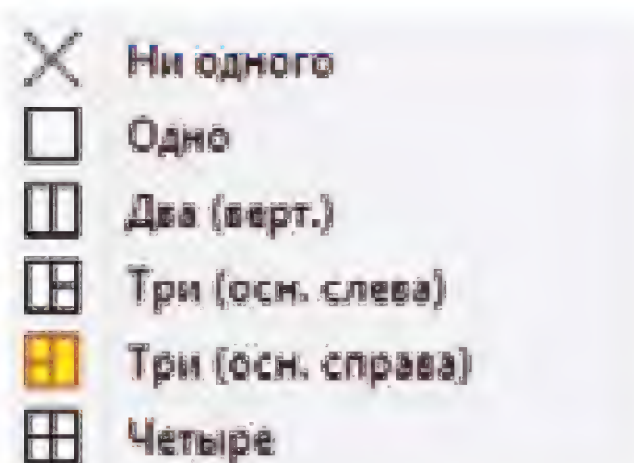 Ни одного
Одно
Два (верт.)
Три (осн. слева)
Три (осн. справа)
Четыре